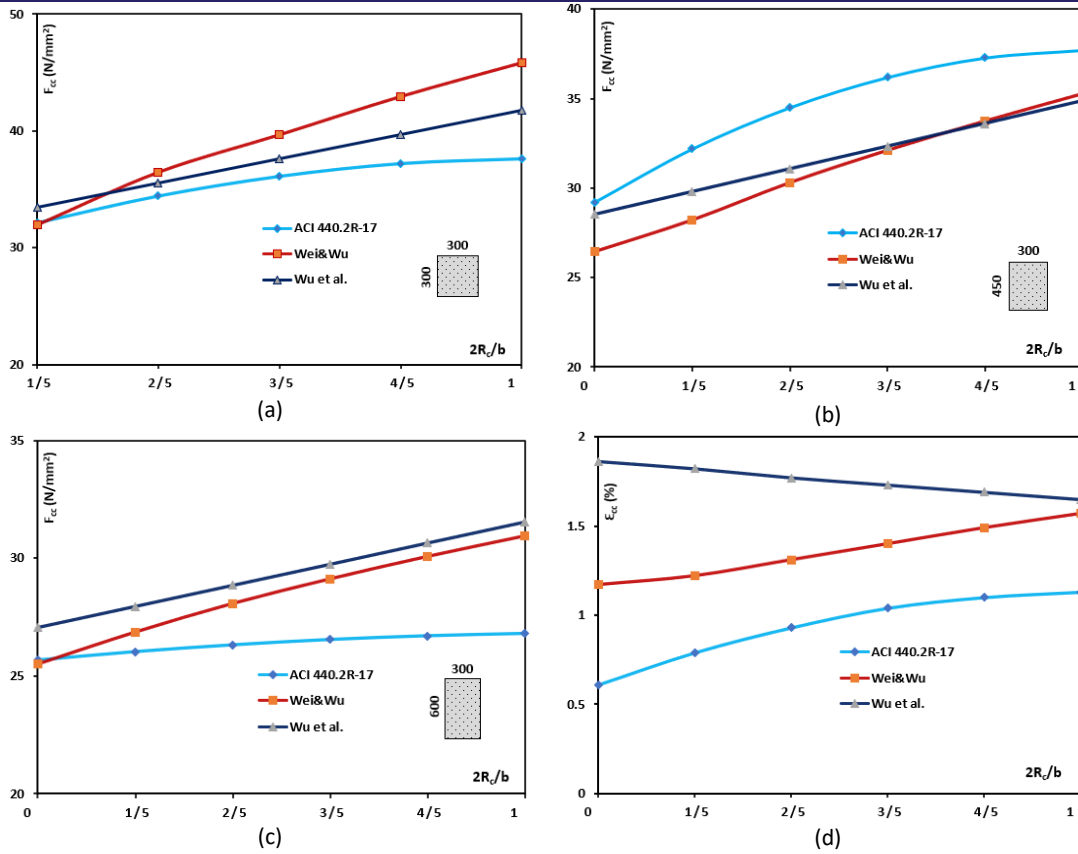 50
40
30
20
F_cc (N/mm²)
ACI 440.2R-17
Wei&Wu
Wu et al.
300
300
2R_c/b
1/5
2/5
3/5
4/5
1
(a)
40
35
30
25
20
F_cc (N/mm²)
ACI 440.2R-17
Wei&Wu
Wu et al.
300
450
2R_c/b
0
1/5
2/5
3/5
4/5
1
(b)
35
30
25
20
F_cc (N/mm²)
ACI 440.2R-17
Wei&Wu
Wu et al.
300
600
2R_c/b
0
1/5
2/5
3/5
4/5
1
(c)
2
1.5
1
0.5
0
Ɛ_cc (%)
ACI 440.2R-17
Wei&Wu
Wu et al.
2R_c/b
0
1/5
2/5
3/5
4/5
1
(d)